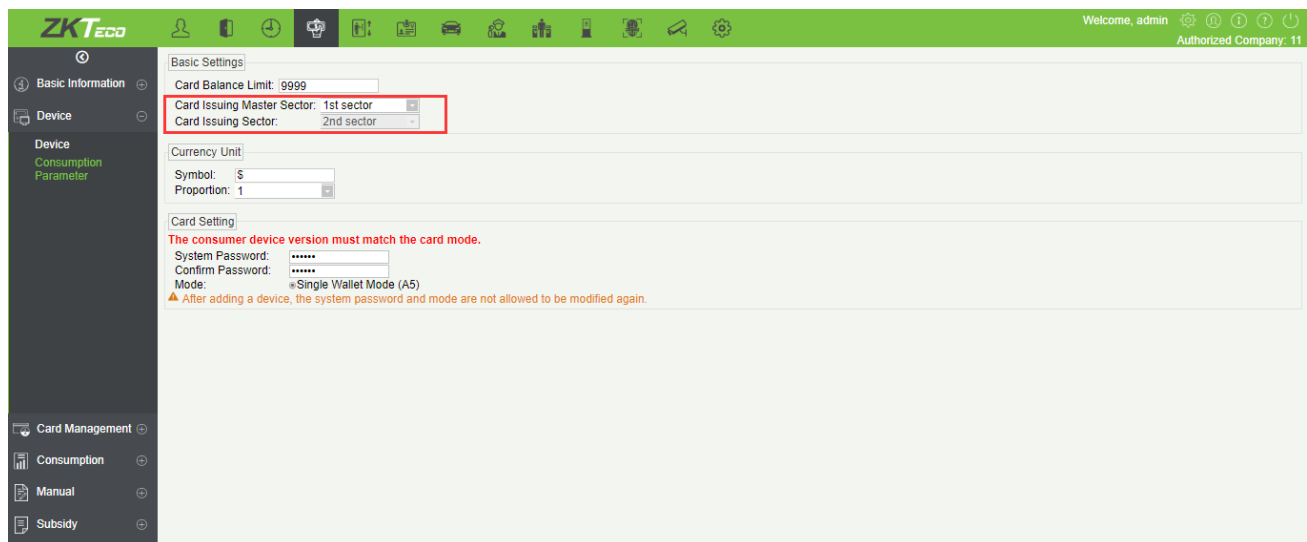 ZKTeco
Welcome, admin
Authorized Company: 11
Basic Information
Device
Device
Consumption
Parameter
Card Management
Consumption
Manual
Subsidy
Basic Settings
Card Balance Limit: 9999
Card Issuing Master Sector: 1st sector
Card Issuing Sector: 2nd sector
Currency Unit
Symbol: $
Proportion: 1
Card Setting
The consumer device version must match the card mode.
System Password: ••••••
Confirm Password: ••••••
Mode: Single Wallet Mode (A5)
After adding a device, the system password and mode are not allowed to be modified again.